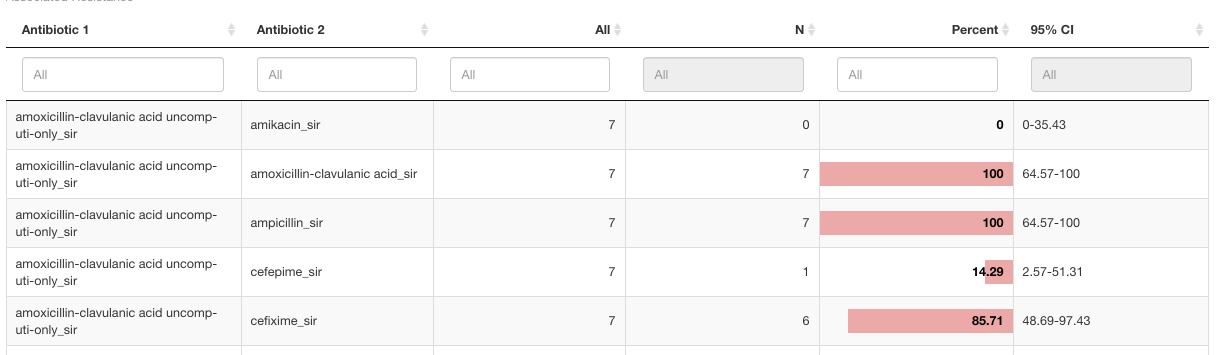 Associated Resistance
Antibiotic 1 Antibiotic 2 All N Percent 95% CI
All All All All All All
amoxicillin-clavulanic acid uncomp-
uti-only_sir amikacin_sir 7 0 0 0-35.43
amoxicillin-clavulanic acid uncomp-
uti-only_sir amoxicillin-clavulanic acid_sir 7 7 100 64.57-100
amoxicillin-clavulanic acid uncomp-
uti-only_sir ampicillin_sir 7 7 100 64.57-100
amoxicillin-clavulanic acid uncomp-
uti-only_sir cefepime_sir 7 1 14.29 2.57-51.31
amoxicillin-clavulanic acid uncomp-
uti-only_sir cefixime_sir 7 6 85.71 48.69-97.43